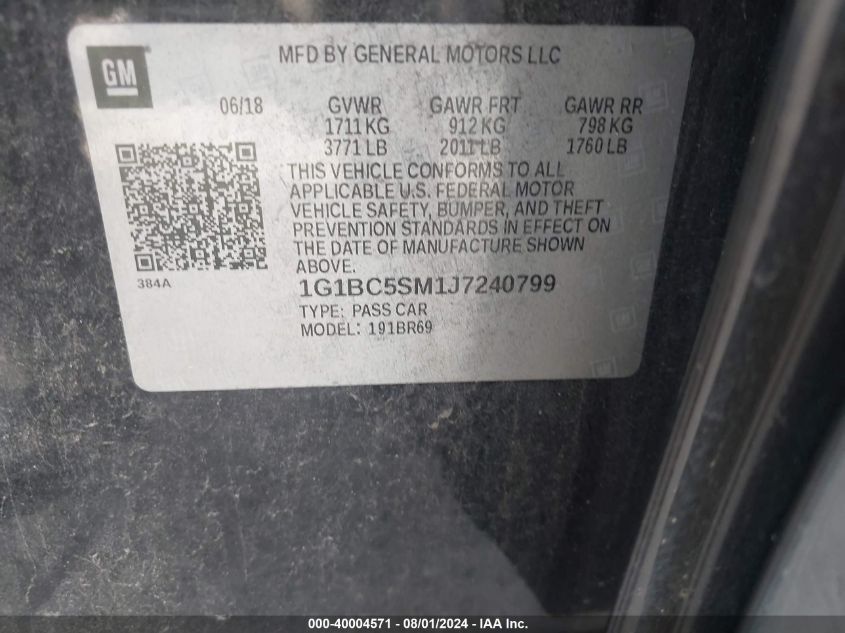 GM
MFD BY GENERAL MOTORS LLC
06/18 GVWR GAWR FRT GAWR RR
1711 KG 912 KG 798 KG
3771 LB 2011 LB 1760 LB
THIS VEHICLE CONFORMS TO ALL
APPLICABLE U.S. FEDERAL MOTOR
VEHICLE SAFETY, BUMPER, AND THEFT
PREVENTION STANDARDS IN EFFECT ON
THE DATE OF MANUFACTURE SHOWN
ABOVE.
384A
1G1BC5SM1J7240799
TYPE: PASS CAR
MODEL: 191BR69
000-40004571 - 08/01/2024 - IAA Inc.